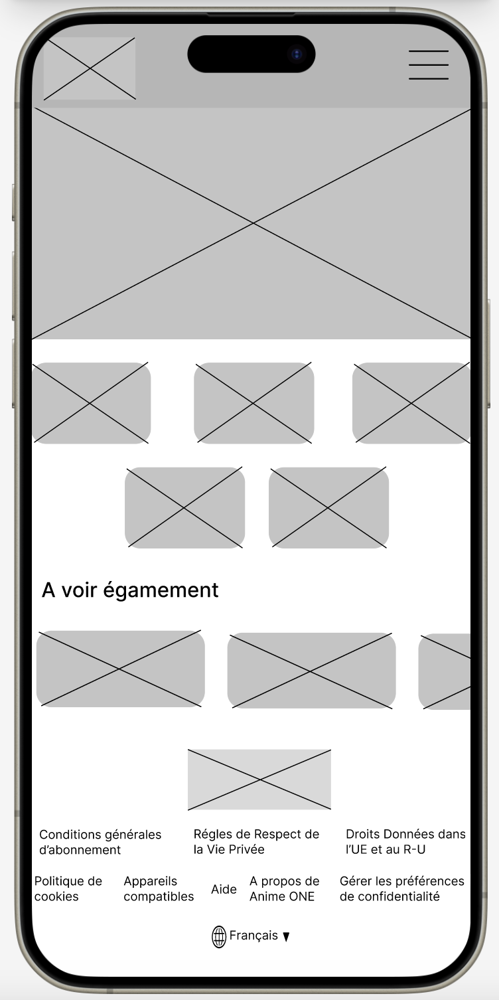 A voir égamement
Conditions générales
d’abonnement
Régles de Respect de
la Vie Privée
Droits Données dans
l’UE et au R-U
Politique de
cookies
Appareils
compatibles
Aide
A propos de
Anime ONE
Gérer les préférences
de confidentialité
Français